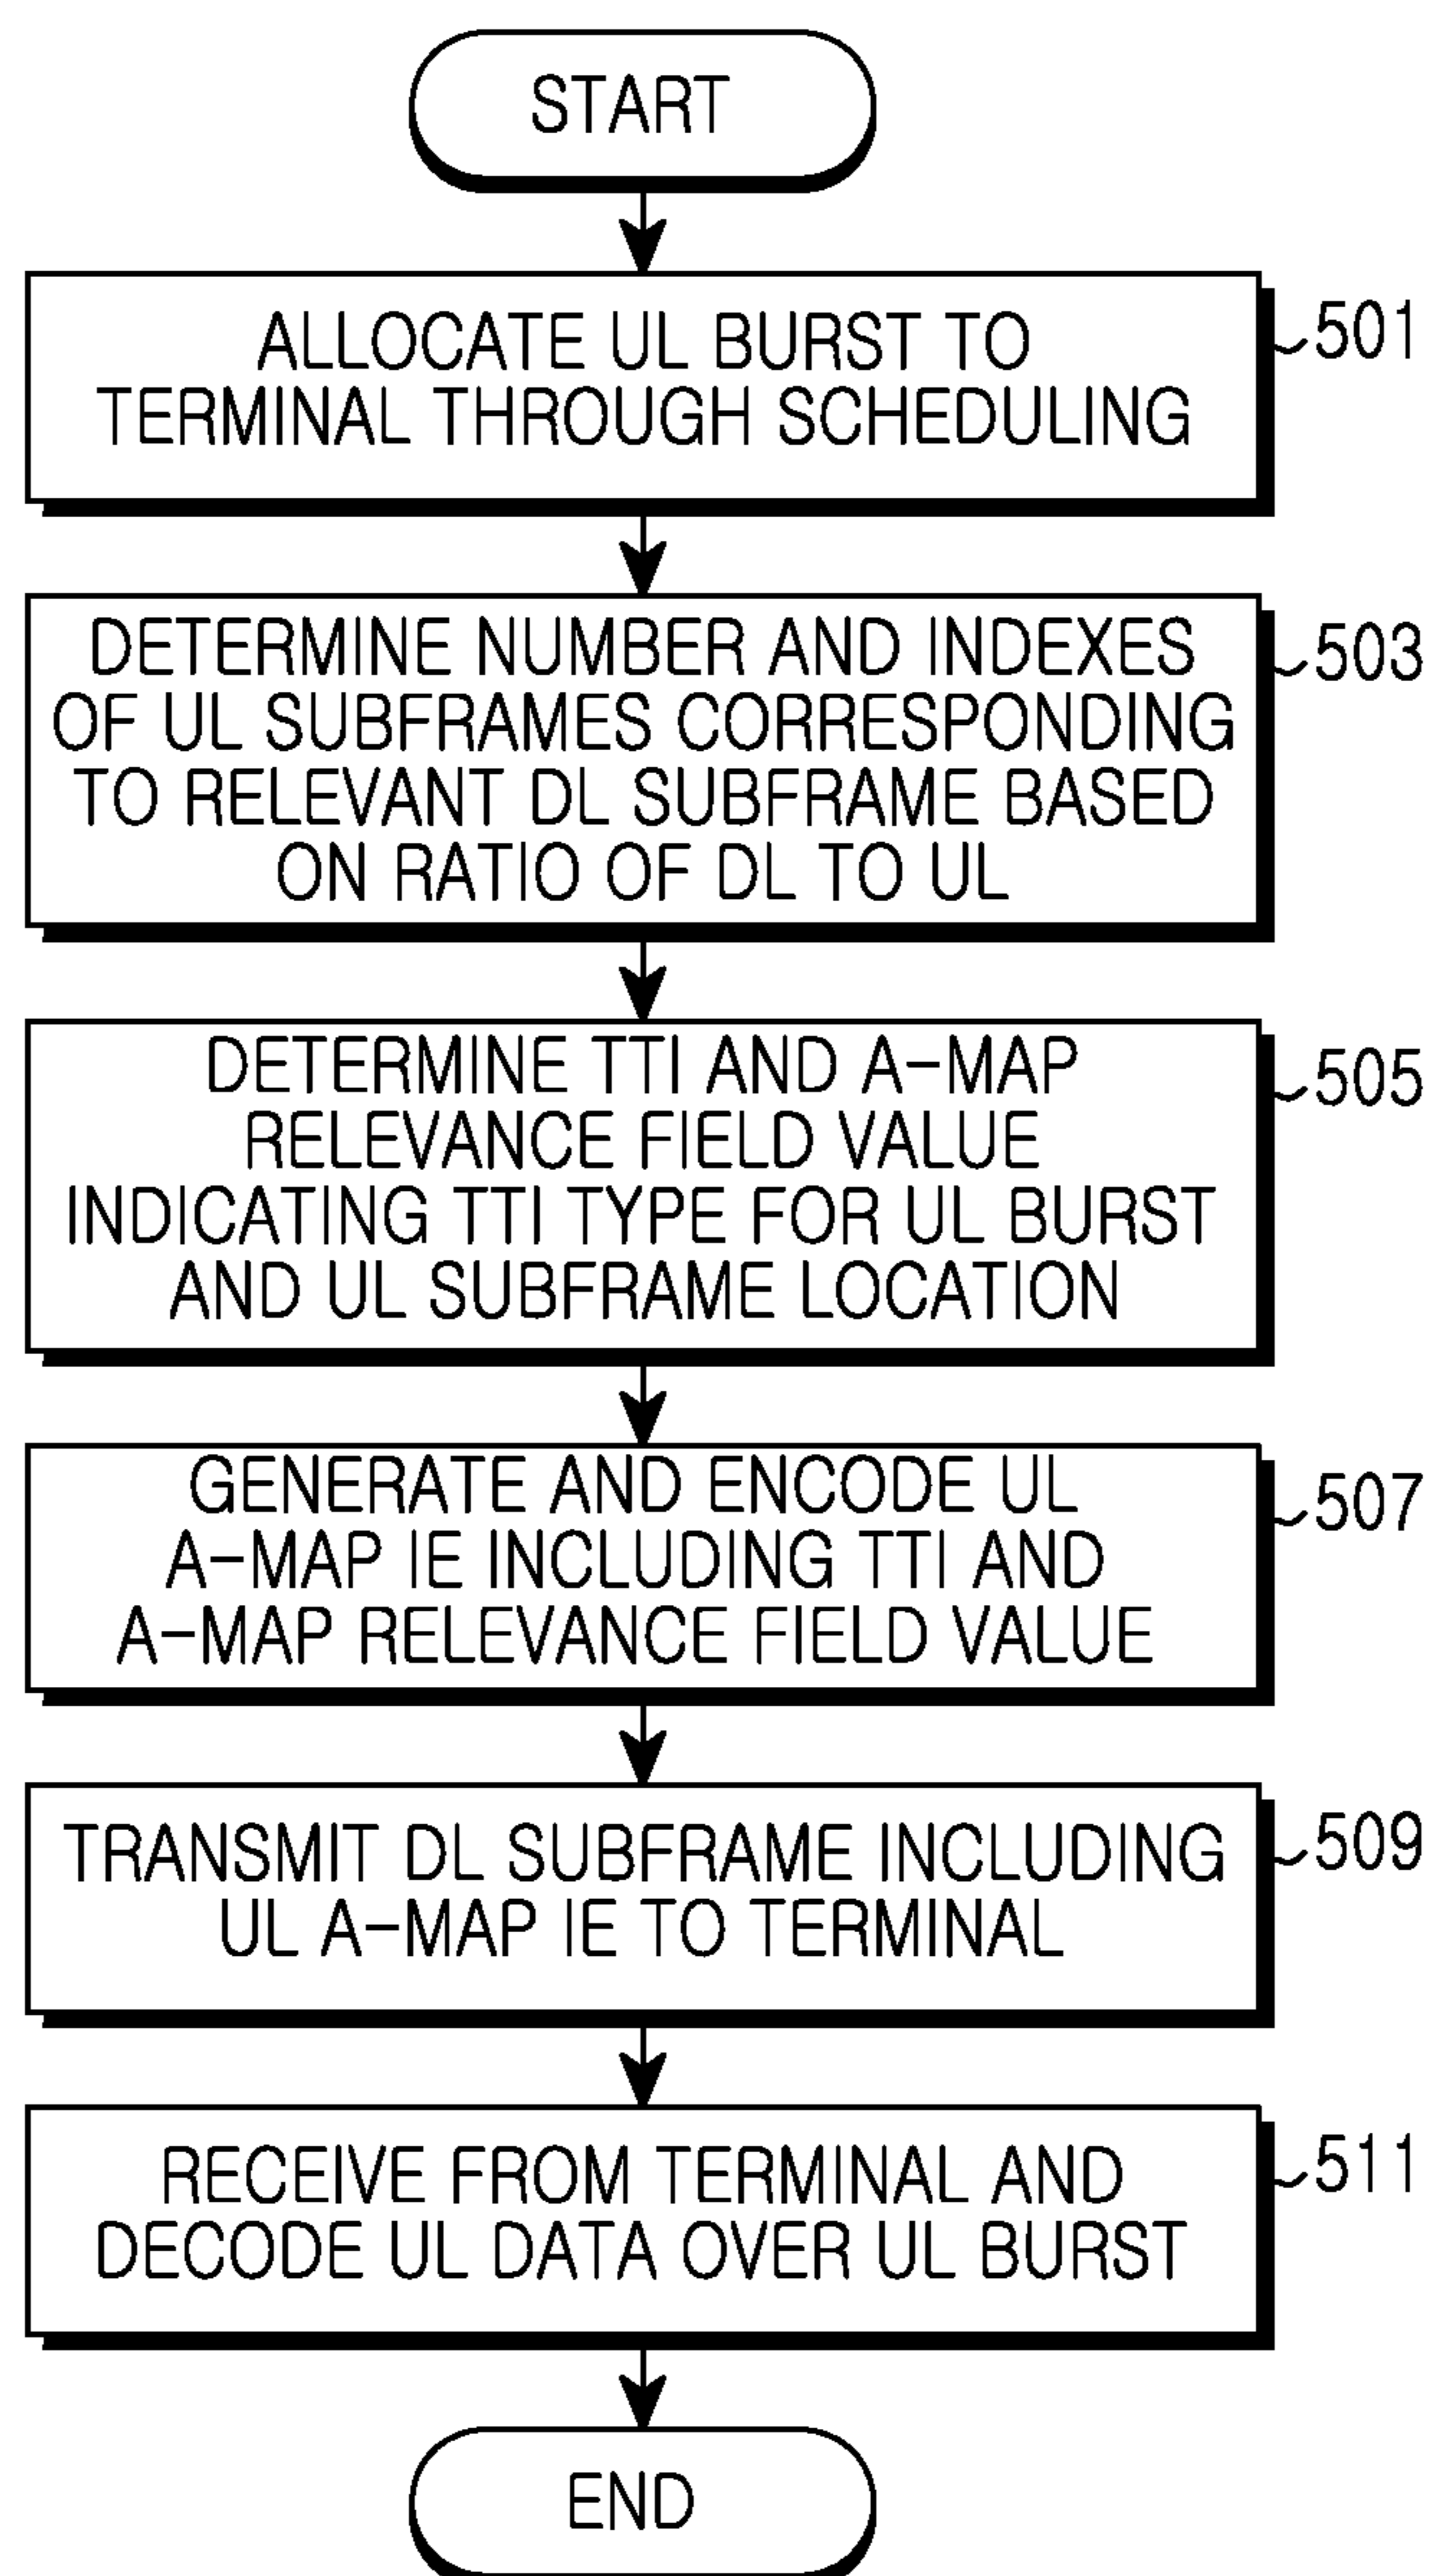 START
ALLOCATE UL BURST TO
TERMINAL THROUGH SCHEDULING
501
DETERMINE NUMBER AND INDEXES
OF UL SUBFRAMES CORRESPONDING
TO RELEVANT DL SUBFRAME BASED
ON RATIO OF DL TO UL
503
DETERMINE TTI AND A-MAP
RELEVANCE FIELD VALUE
INDICATING TTI TYPE FOR UL BURST
AND UL SUBFRAME LOCATION
505
GENERATE AND ENCODE UL
A-MAP IE INCLUDING TTI AND
A-MAP RELEVANCE FIELD VALUE
507
TRANSMIT DL SUBFRAME INCLUDING
UL A-MAP IE TO TERMINAL
509
RECEIVE FROM TERMINAL AND
DECODE UL DATA OVER UL BURST
511
END